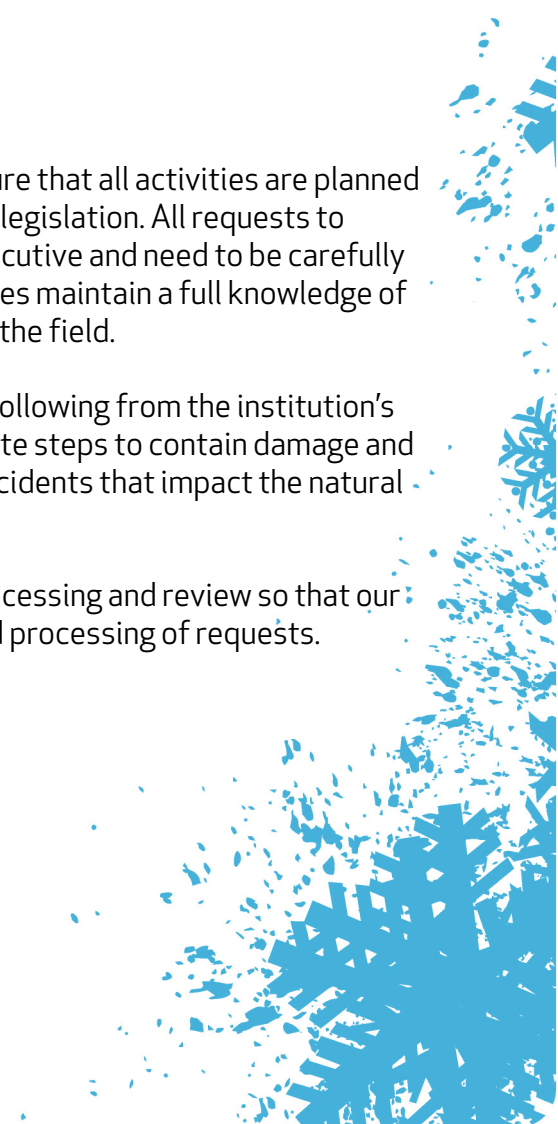 ure that all activities are planned
legislation. All requests to
cutive and need to be carefully
es maintain a full knowledge of
the field.
ollowing from the institution's
te steps to contain damage and
cidents that impact the natural
cessing and review so that our
processing of requests.